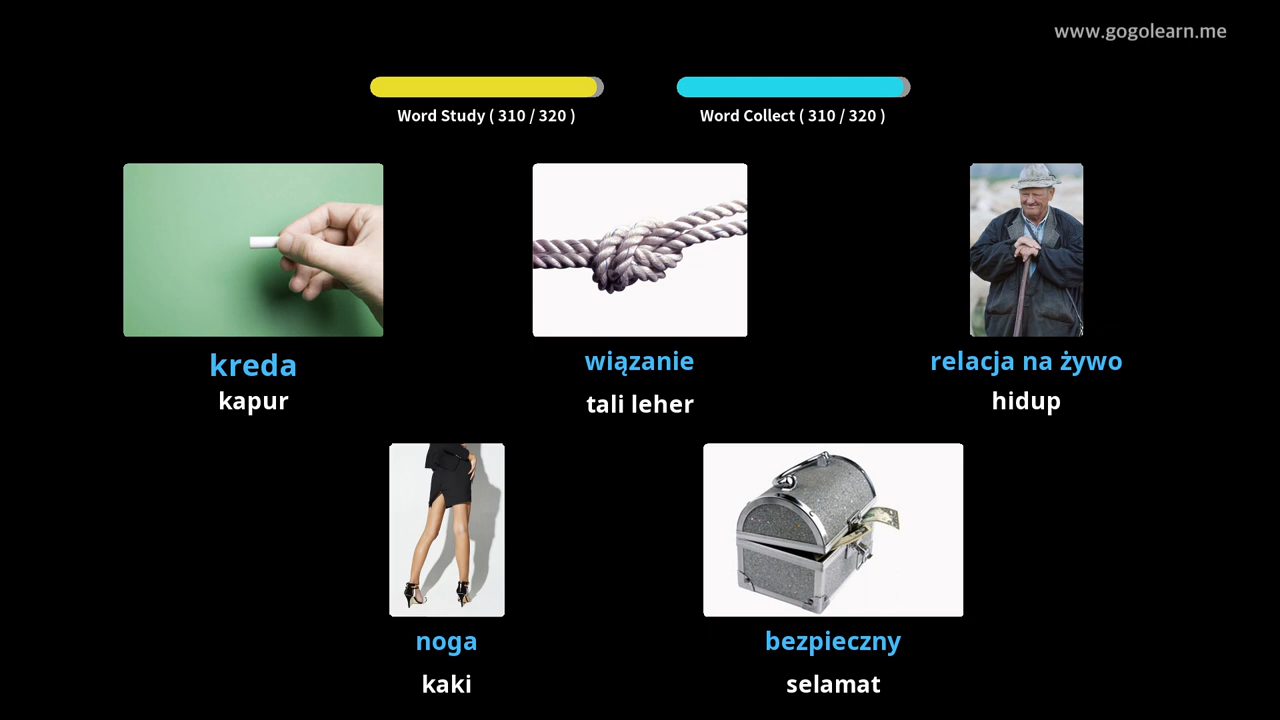 www.gogolearn.me
Word Study ( 310 / 320 )
Word Collect ( 310 / 320 )
kreda
kapur
wiązanie
tali leher
relacja na żywo
hidup
noga
kaki
bezpieczny
selamat